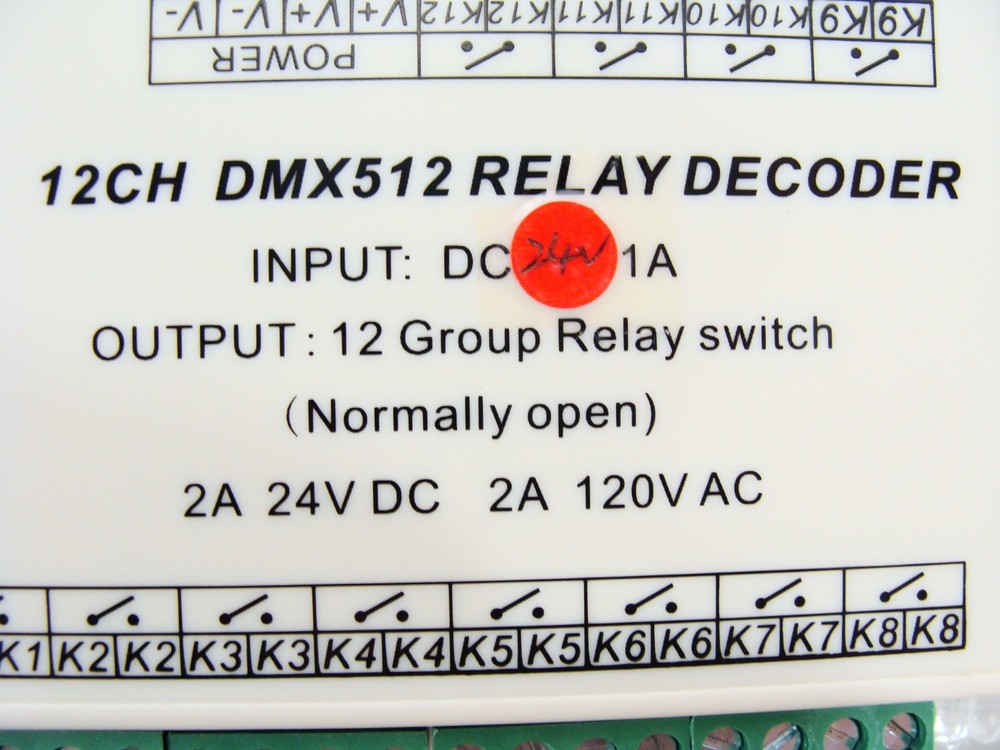 V- V- V+ V+ K12 K12 K11 K11 K10 K10 K9 K9
POWER
12CH DMX512 RELAY DECODER
INPUT: DC 24V 1A
OUTPUT: 12 Group Relay switch
(Normally open)
2A 24V DC 2A 120V AC
K1 K2 K2 K3 K3 K4 K4 K5 K5 K6 K6 K7 K7 K8 K8